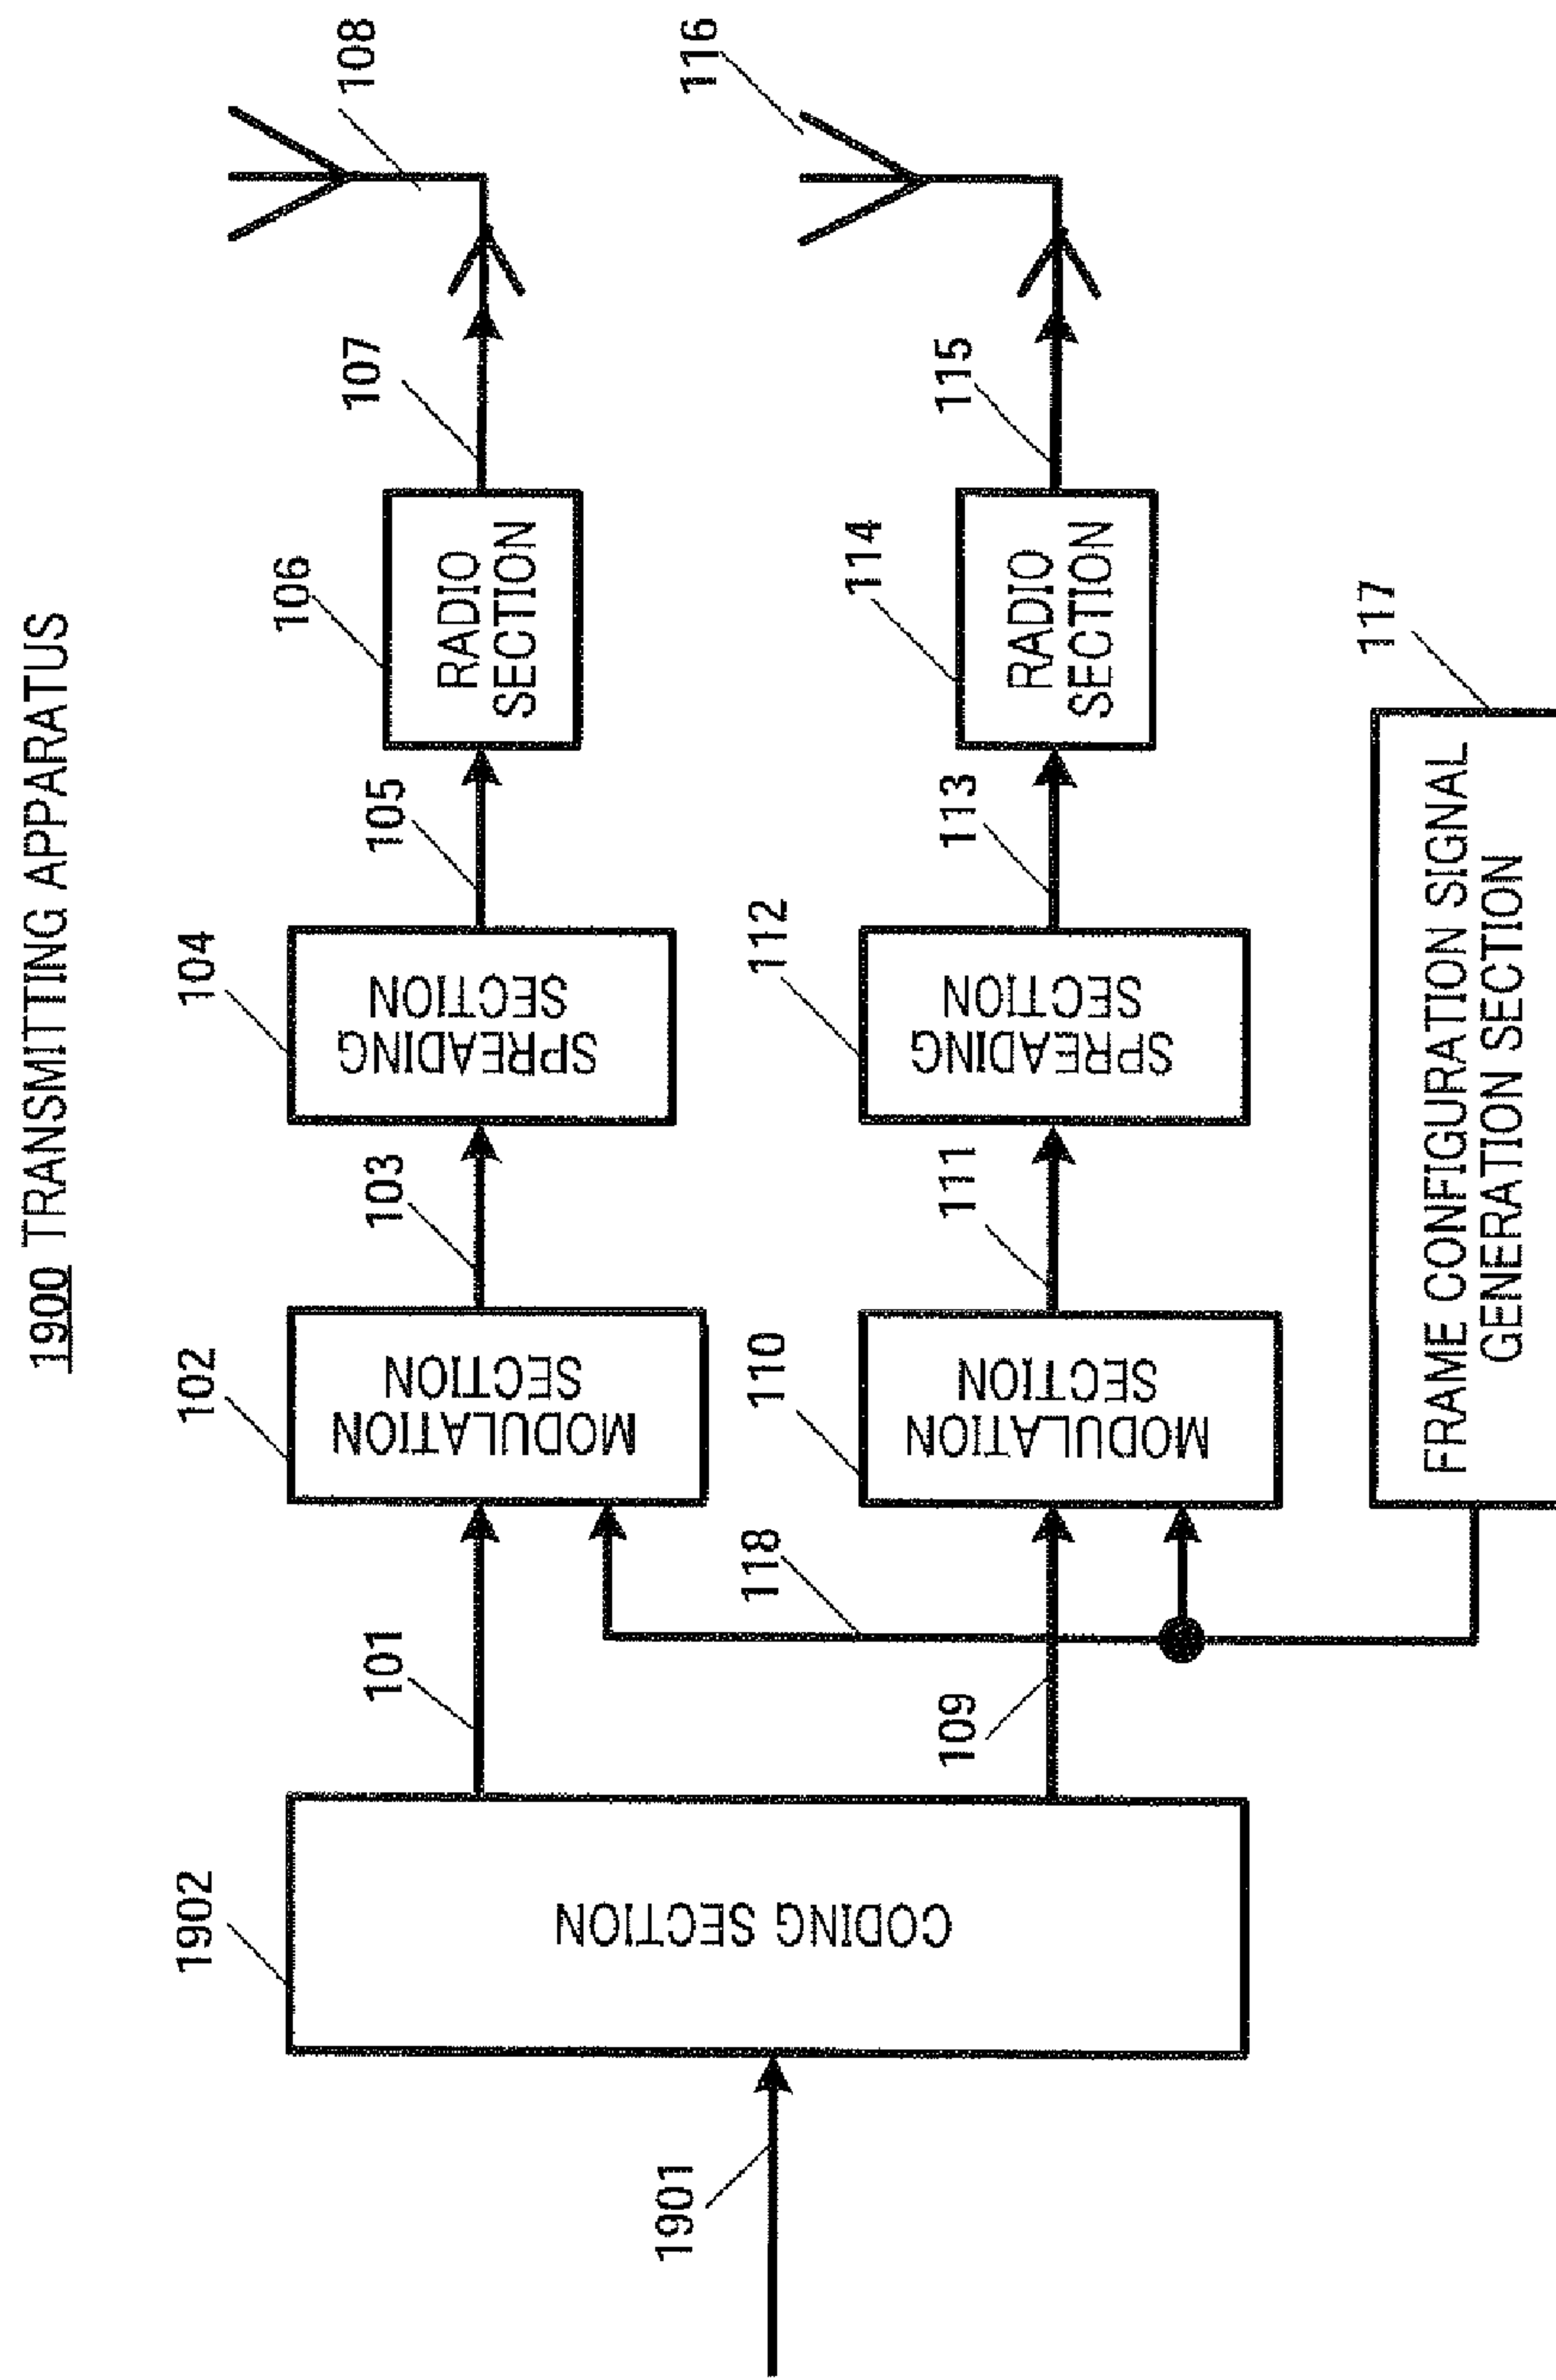 1900 TRANSMITTING APPARATUS
108
116
107
115
106
RADIO
SECTION
114
RADIO
SECTION
105
113
104
SPREADING
SECTION
112
SPREADING
SECTION
117
FRAME CONFIGURATION SIGNAL
GENERATION SECTION
103
111
102
MODULATION
SECTION
110
MODULATION
SECTION
118
101
109
1902
CODING SECTION
1901